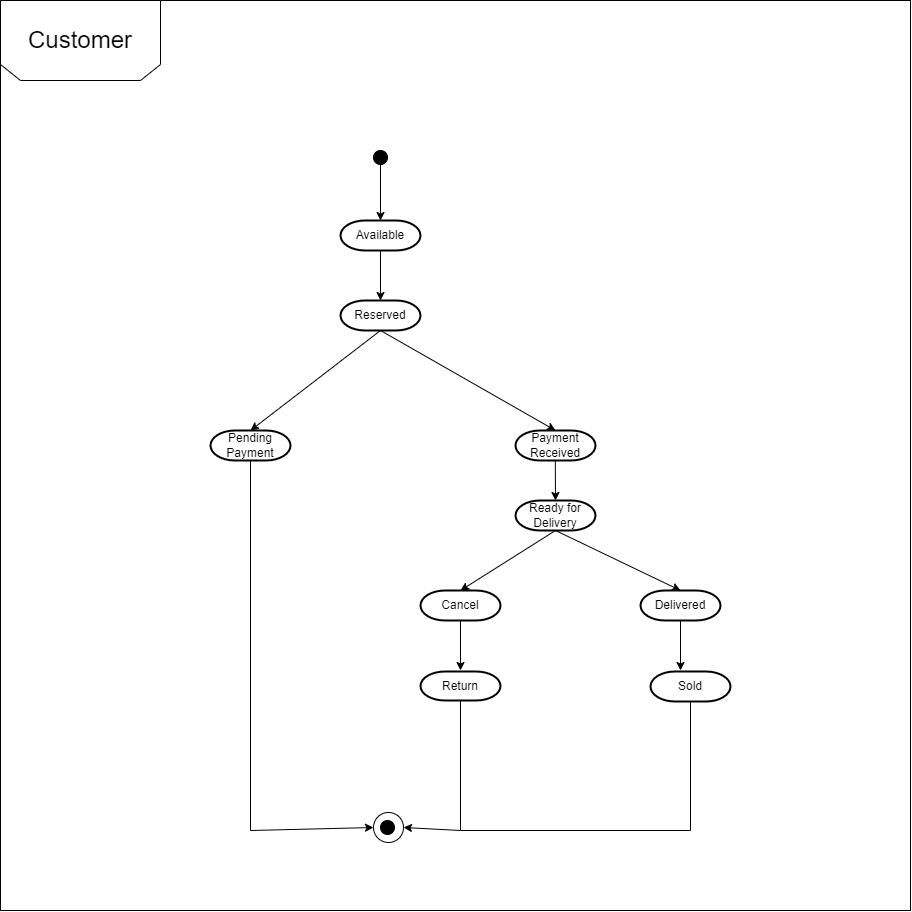 Customer
Available
Reserved
Pending
Payment
Payment
Received
Ready for
Delivery
Cancel
Delivered
Return
Sold